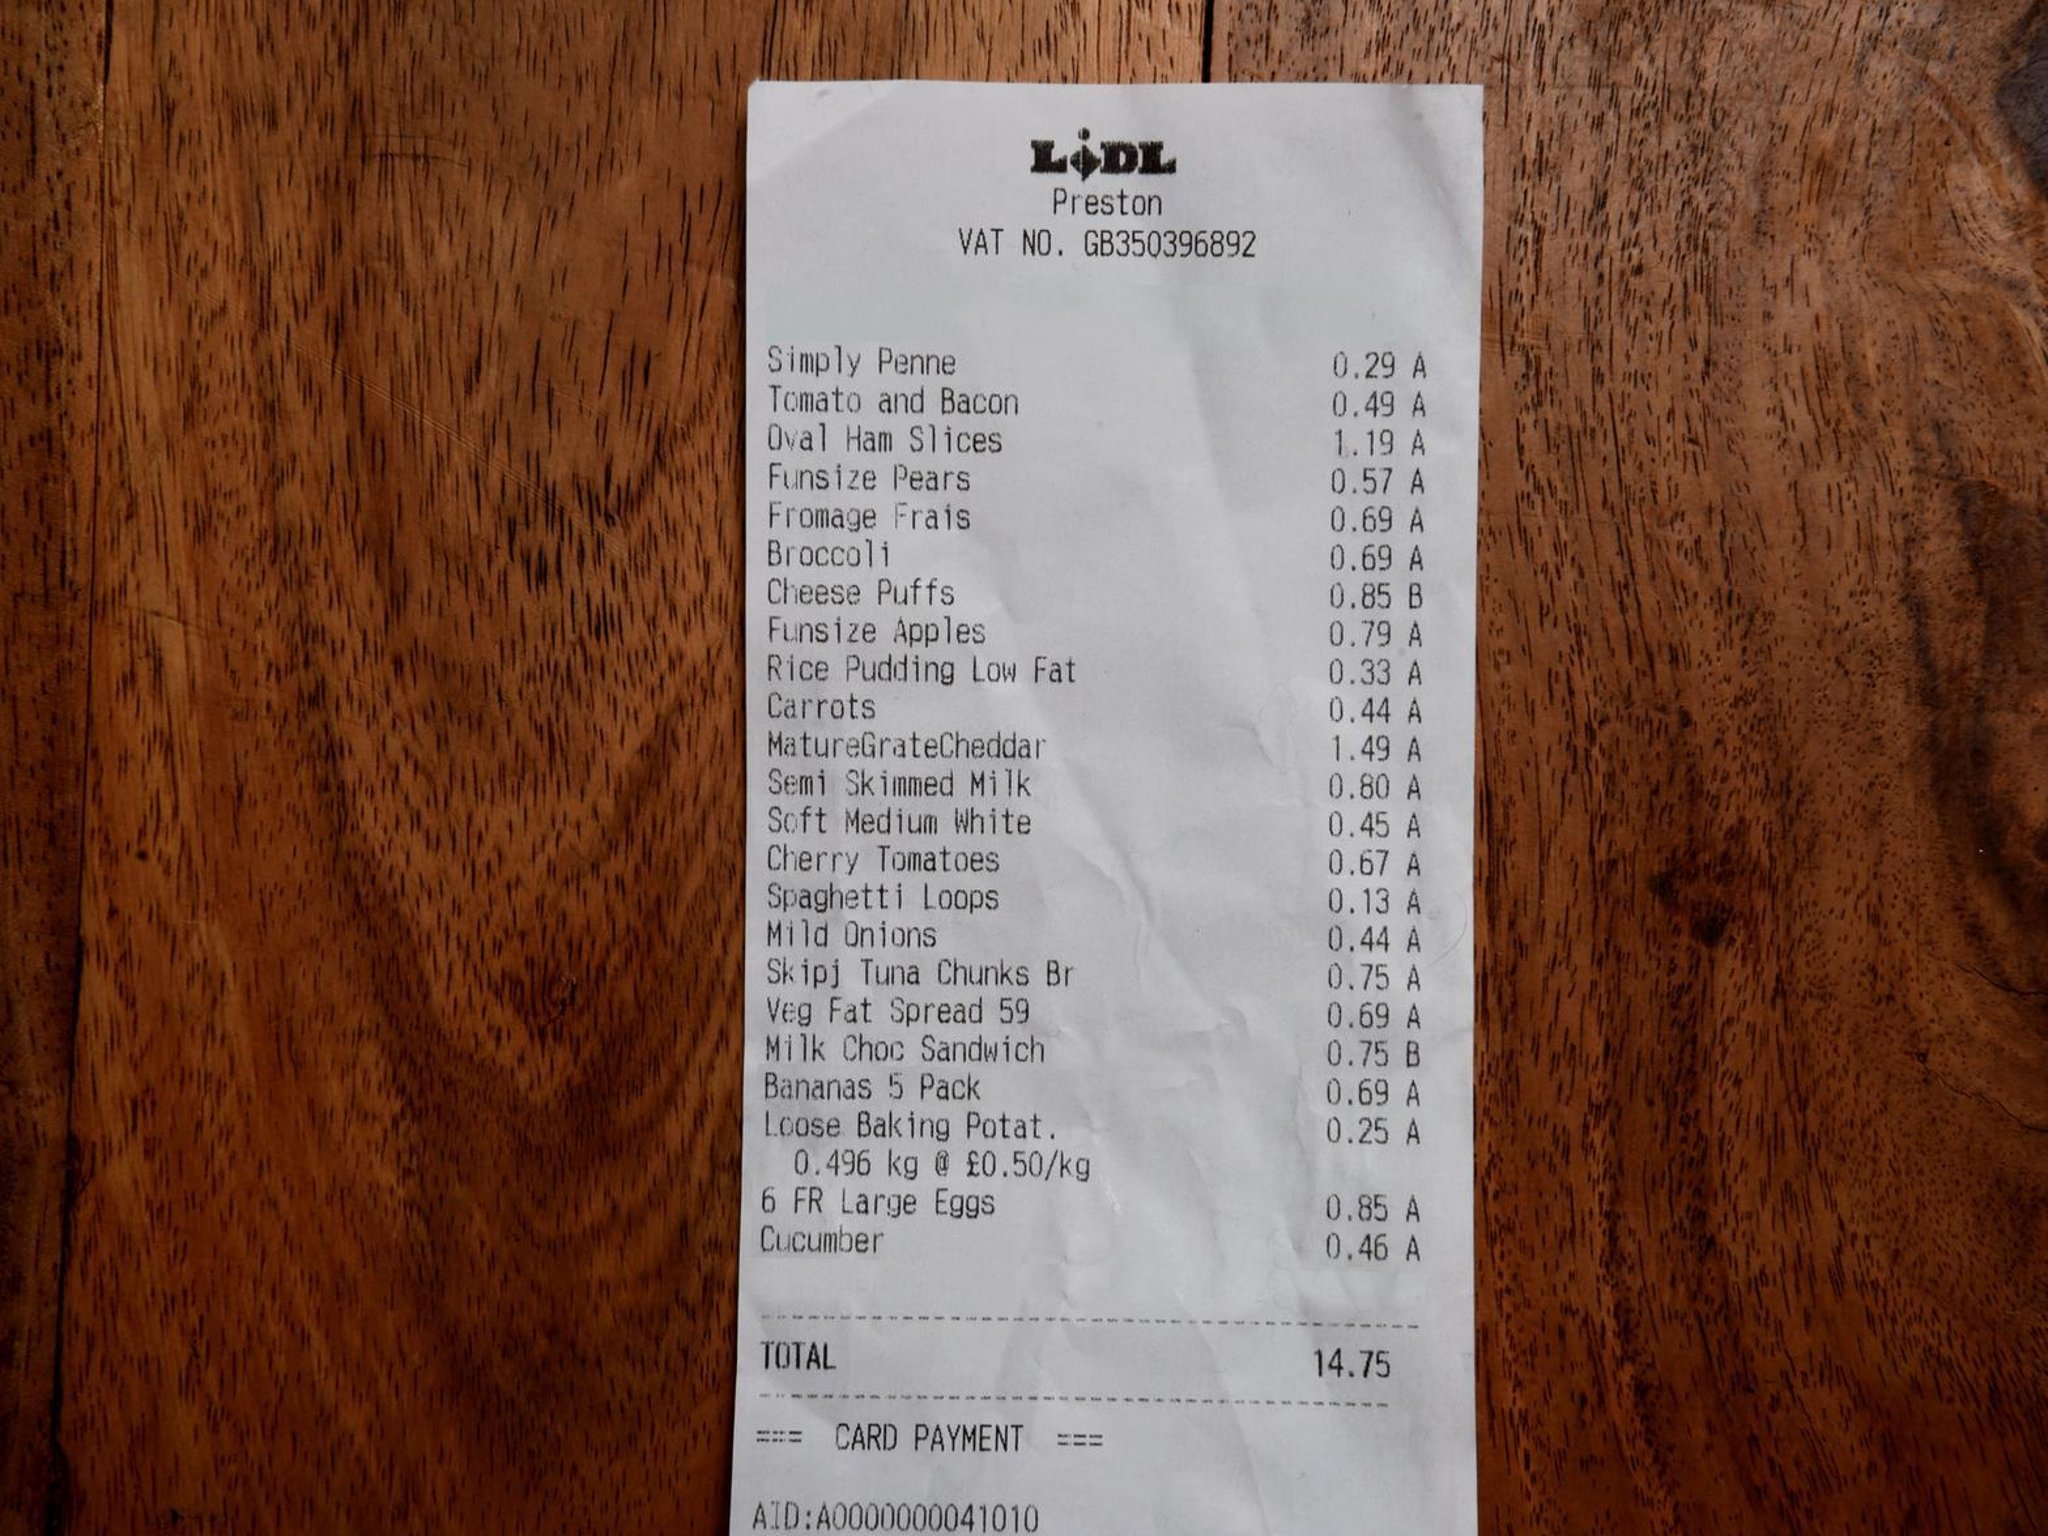 LiDL
Preston
VAT NO. GB350396892
Simply Penne 0.29 A
Tomato and Bacon 0.49 A
Oval Ham Slices 1.19 A
Funsize Pears 0.57 A
Fromage Frais 0.69 A
Broccoli 0.69 A
Cheese Puffs 0.85 B
Funsize Apples 0.79 A
Rice Pudding Low Fat 0.33 A
Carrots 0.44 A
MatureGrateCheddar 1.49 A
Semi Skimmed Milk 0.80 A
Soft Medium White 0.45 A
Cherry Tomatoes 0.67 A
Spaghetti Loops 0.13 A
Mild Onions 0.44 A
Skipj Tuna Chunks Br 0.75 A
Veg Fat Spread 59 0.69 A
Milk Choc Sandwich 0.75 B
Bananas 5 Pack 0.69 A
Loose Baking Potat. 0.25 A
0.496 kg @ £0.50/kg
6 FR Large Eggs 0.85 A
Cucumber 0.46 A
TOTAL 14.75
=== CARD PAYMENT ===
AID:A0000000041010